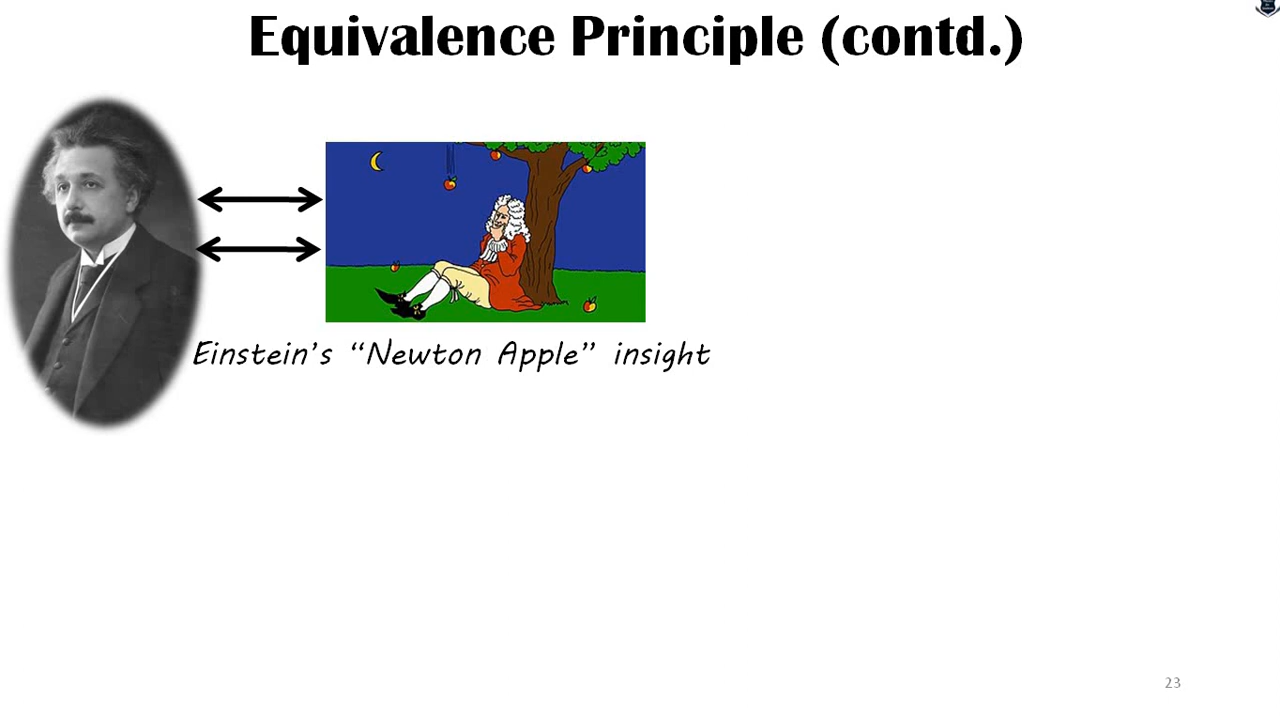 Equivalence Principle (contd.)
Einstein's “Newton Apple” insight
23